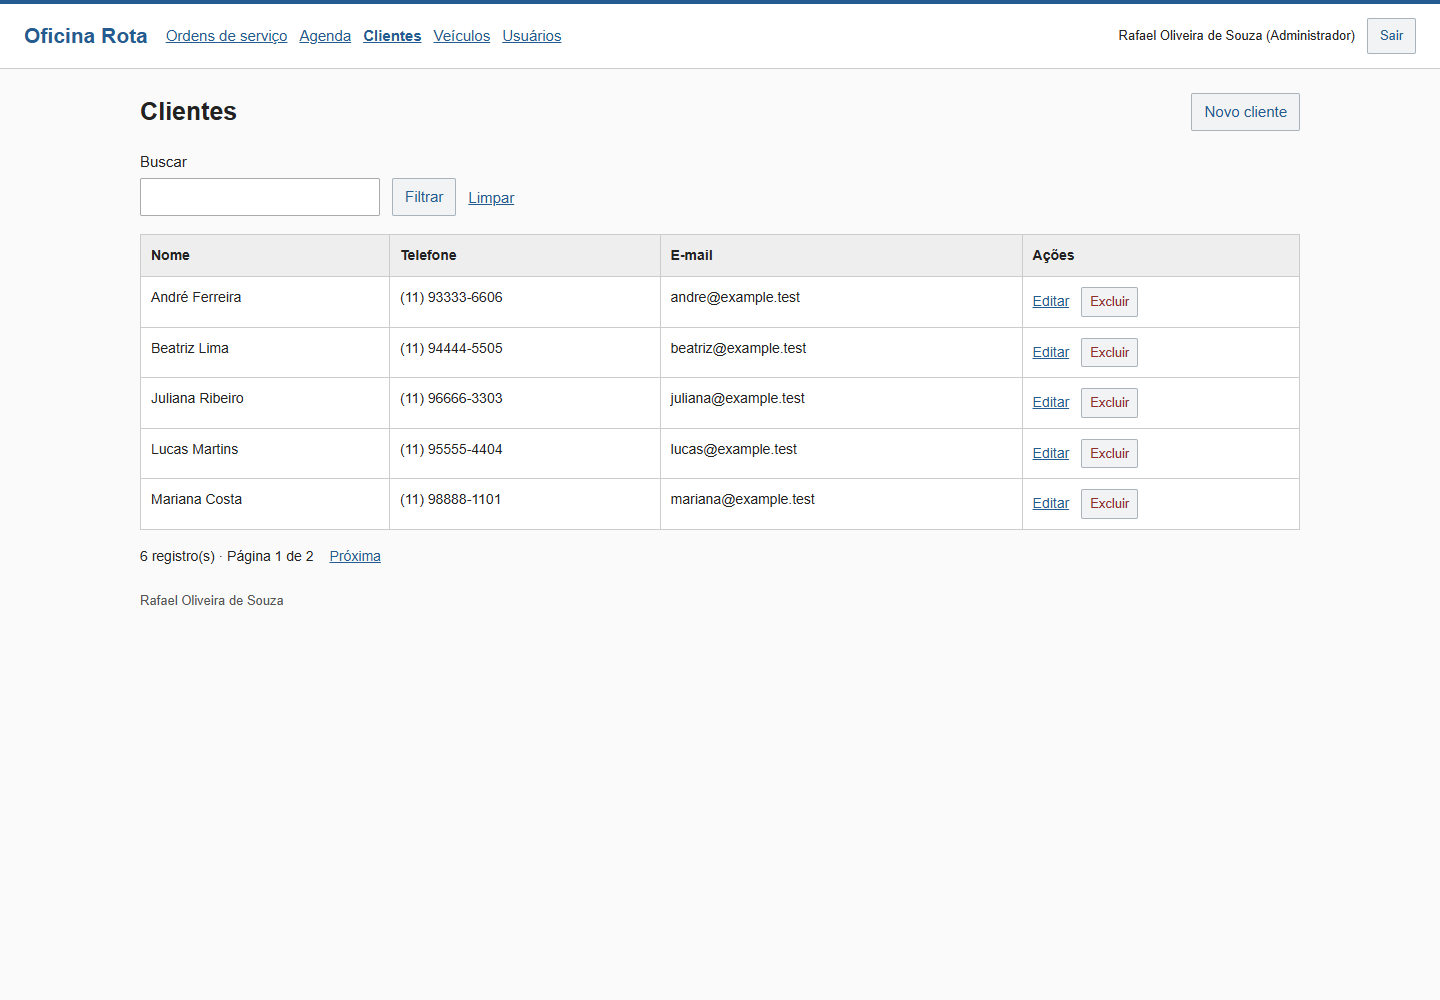 Oficina Rota Ordens de serviço Agenda Clientes Veículos Usuários Rafael Oliveira de Souza (Administrador) Sair
Clientes Novo cliente
Buscar
Filtrar Limpar
Nome Telefone E-mail Ações
André Ferreira (11) 93333-6606 andre@example.test Editar Excluir
Beatriz Lima (11) 94444-5505 beatriz@example.test Editar Excluir
Juliana Ribeiro (11) 96666-3303 juliana@example.test Editar Excluir
Lucas Martins (11) 95555-4404 lucas@example.test Editar Excluir
Mariana Costa (11) 98888-1101 mariana@example.test Editar Excluir
6 registro(s) · Página 1 de 2 Próxima
Rafael Oliveira de Souza